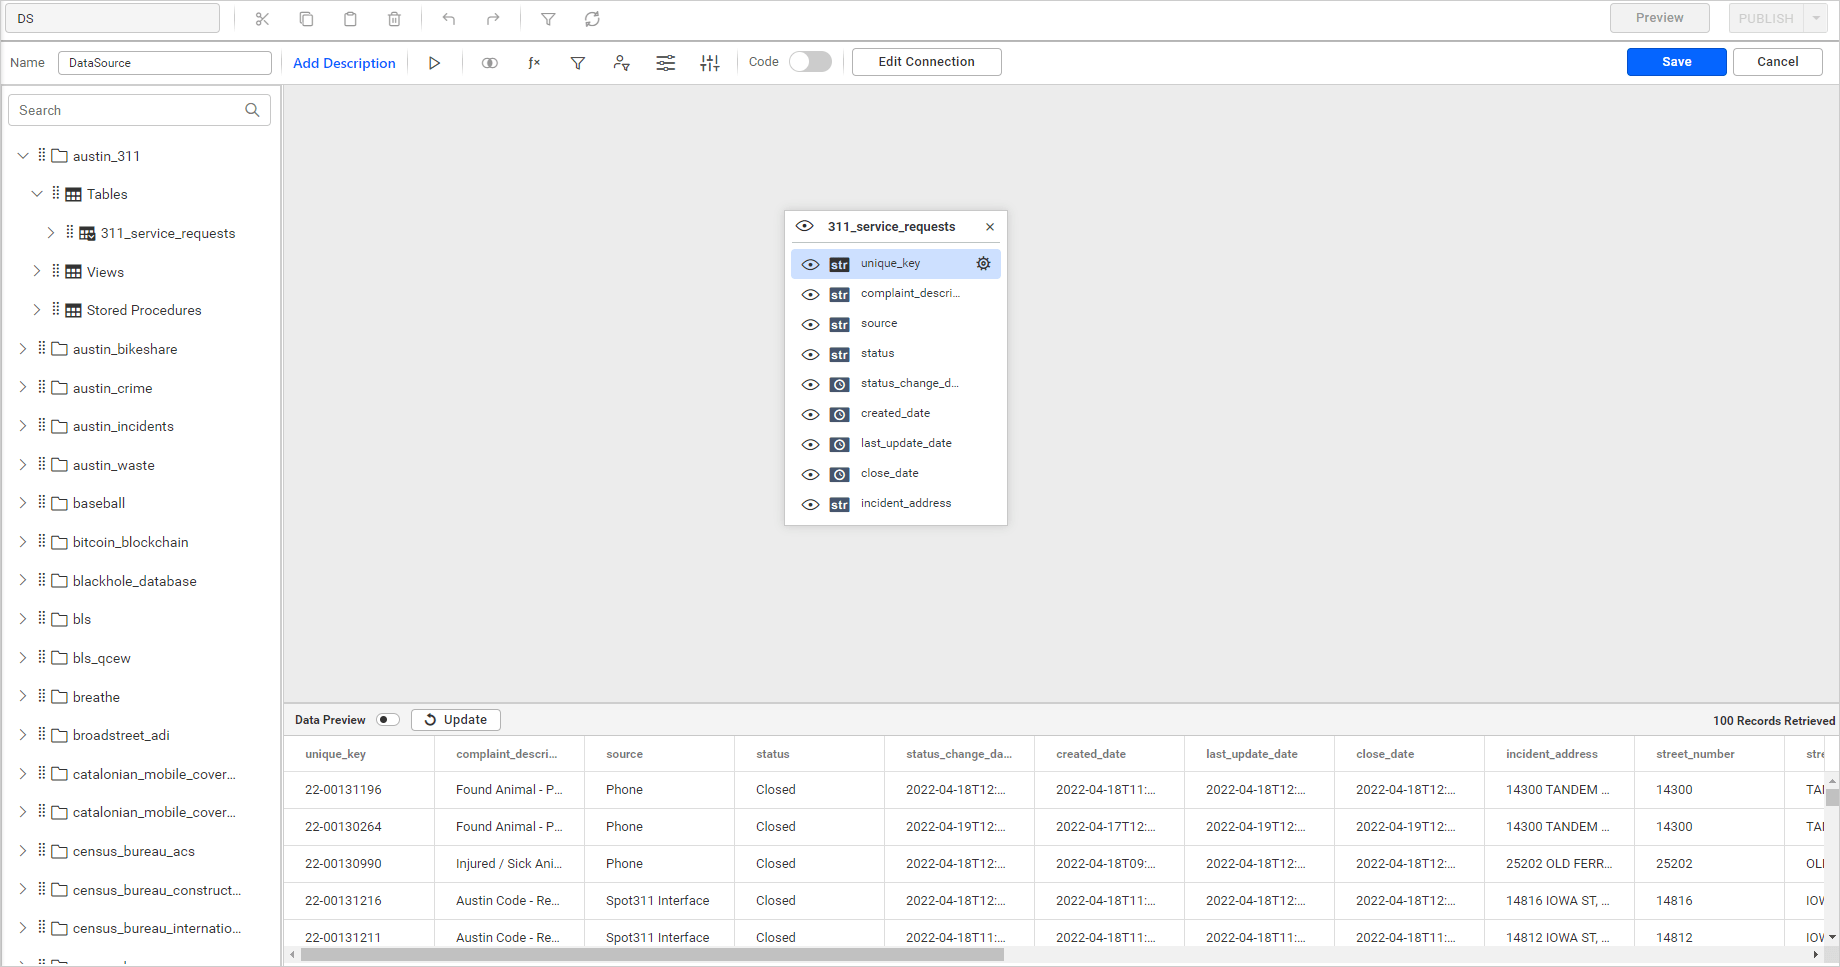 DS
Preview
PUBLISH
Name
DataSource
Add Description
Code
Edit Connection
Save
Cancel
Search
austin_311
Tables
311_service_requests
Views
Stored Procedures
austin_bikeshare
austin_crime
austin_incidents
austin_waste
baseball
bitcoin_blockchain
blackhole_database
bls
bls_qcew
breathe
broadstreet_adi
catalonian_mobile_cover...
catalonian_mobile_cover...
census_bureau_acs
census_bureau_construct...
census_bureau_internatio...
311_service_requests
str unique_key
str complaint_descri...
str source
str status
status_change_d...
created_date
last_update_date
close_date
str incident_address
Data Preview Update 100 Records Retrieved
unique_key complaint_descri... source status status_change_da... created_date last_update_date close_date incident_address street_number stre
22-00131196 Found Animal - P... Phone Closed 2022-04-18T12:... 2022-04-18T11:... 2022-04-18T12:... 2022-04-18T12:... 14300 TANDEM ... 14300
22-00130264 Found Animal - P... Phone Closed 2022-04-19T12:... 2022-04-17T12:... 2022-04-19T12:... 2022-04-19T12:... 14300 TANDEM ... 14300
22-00130990 Injured / Sick Ani... Phone Closed 2022-04-18T12:... 2022-04-18T09:... 2022-04-18T12:... 2022-04-18T12:... 25202 OLD FERR... 25202
22-00131216 Austin Code - Re... Spot311 Interface Closed 2022-04-18T12:... 2022-04-18T11:... 2022-04-18T12:... 2022-04-18T12:... 14816 IOWA ST, ... 14816
22-00131211 Austin Code - Re... Spot311 Interface Closed 2022-04-18T11:... 2022-04-18T11:... 2022-04-18T11:... 2022-04-18T11:... 14812 IOWA ST, ... 14812